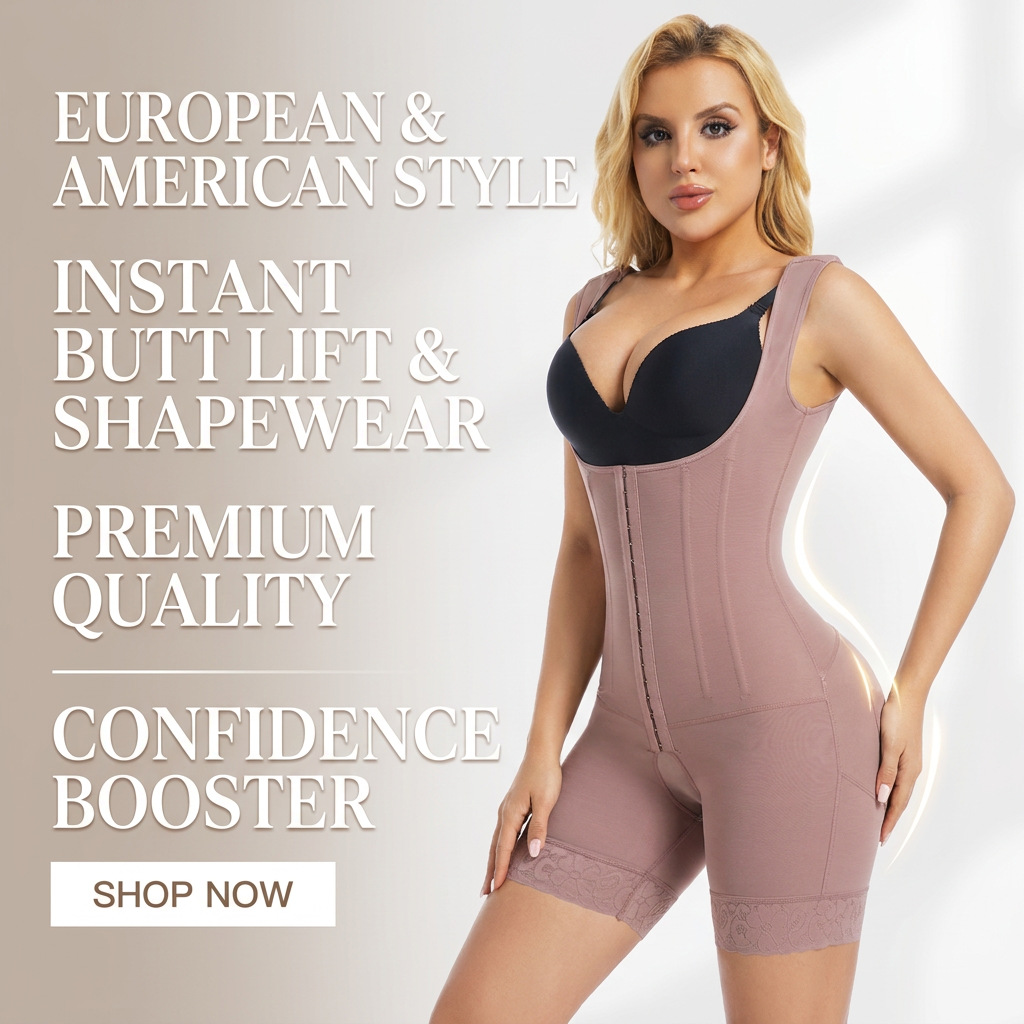 EUROPEAN &
AMERICAN STYLE
INSTANT
BUTT LIFT &
SHAPEWEAR
PREMIUM
QUALITY
CONFIDENCE
BOOSTER
SHOP NOW